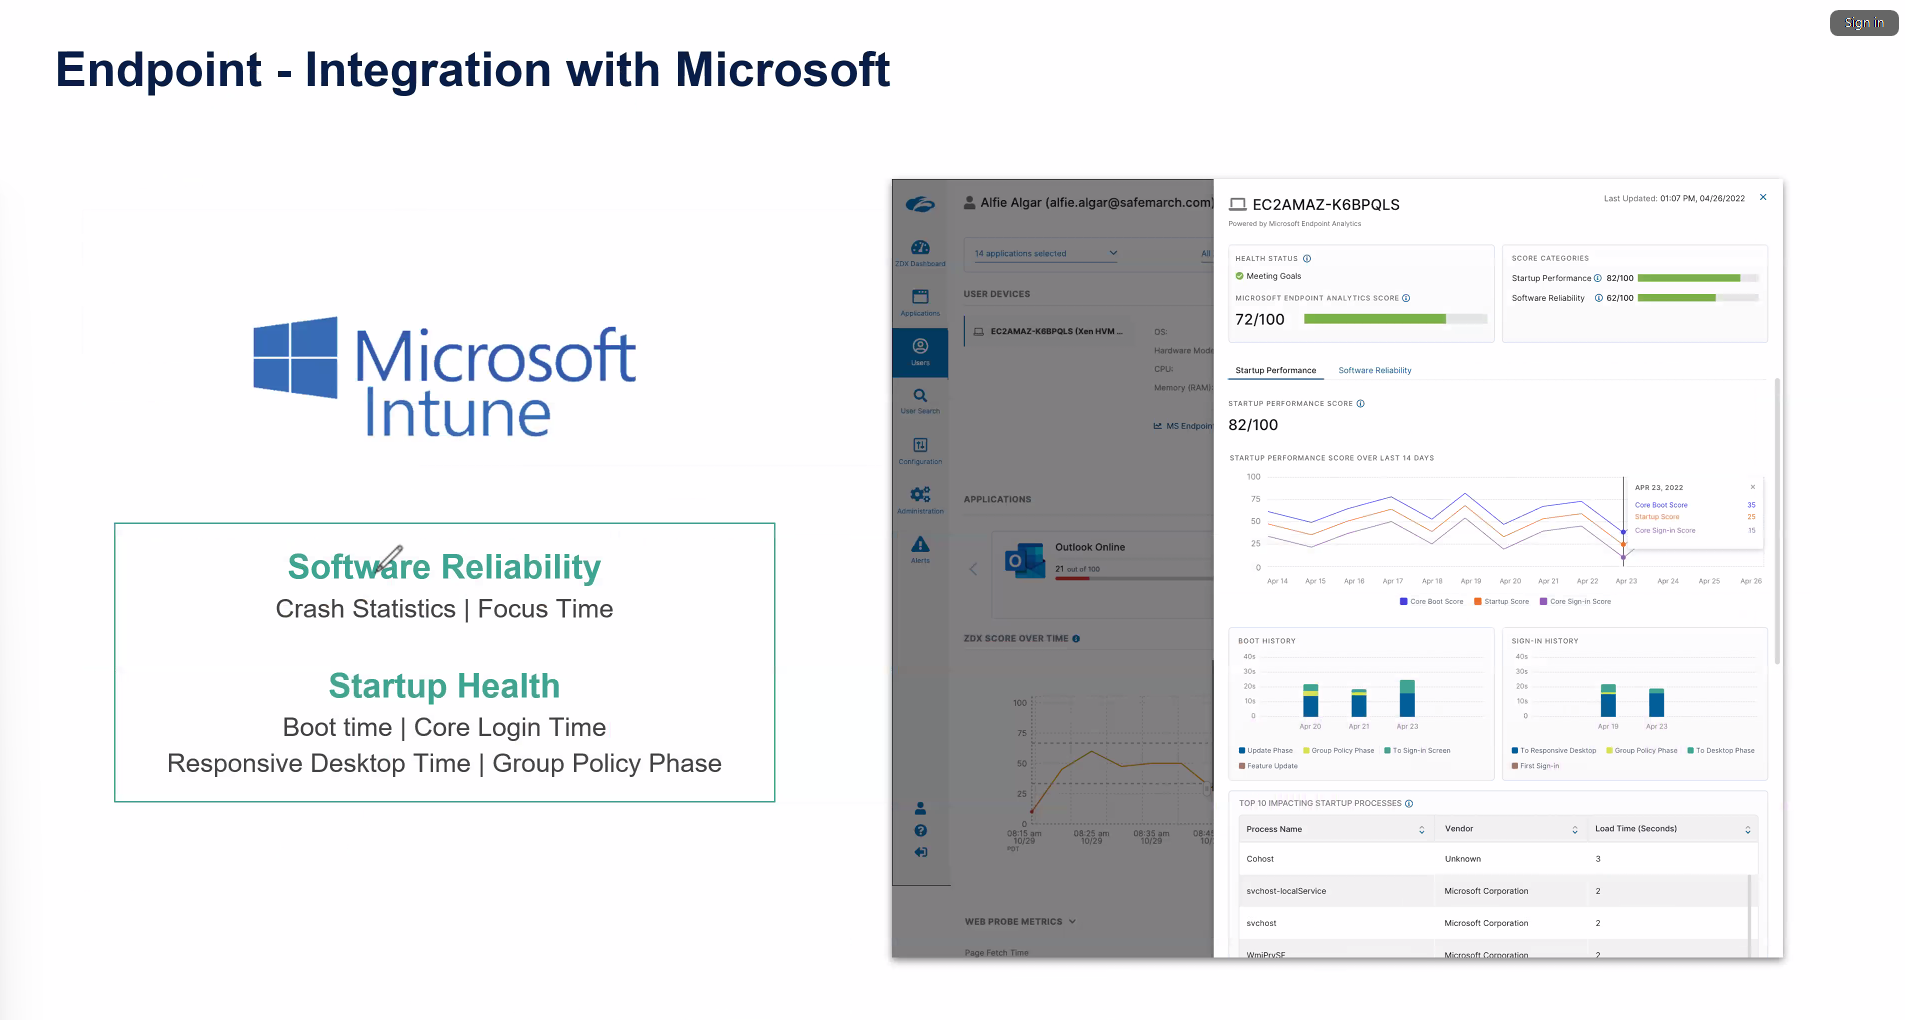 Sign in
Endpoint - Integration with Microsoft
Microsoft
Intune
Software Reliability
Crash Statistics | Focus Time
Startup Health
Boot time | Core Login Time
Responsive Desktop Time | Group Policy Phase
ZDX Dashboard
Applications
Users
User Search
Configuration
Administration
Alerts
Alfie Algar (alfie.algar@safemarch.com)
14 applications selected
All
USER DEVICES
EC2AMAZ-K6BPQLS (Xen HVM ...
OS:
Hardware Mode
CPU:
Memory (RAM):
MS Endpoin
APPLICATIONS
Outlook Online
21 out of 100
ZDX SCORE OVER TIME
100
75
50
25
0
08:15 am 08:25 am 08:35 am 08:45
10/29 10/29 10/29 10/
PDT
WEB PROBE METRICS
Page Fetch Time
EC2AMAZ-K6BPQLS
Last Updated: 01:07 PM, 04/26/2022
Powered by Microsoft Endpoint Analytics
HEALTH STATUS
Meeting Goals
MICROSOFT ENDPOINT ANALYTICS SCORE
72/100
SCORE CATEGORIES
Startup Performance 82/100
Software Reliability 62/100
Startup Performance Software Reliability
STARTUP PERFORMANCE SCORE
82/100
STARTUP PERFORMANCE SCORE OVER LAST 14 DAYS
100
75
50
25
0
APR 23, 2022
Core Boot Score 35
Startup Score 25
Core Sign-in Score 15
Apr 14 Apr 15 Apr 16 Apr 17 Apr 18 Apr 19 Apr 20 Apr 21 Apr 22 Apr 23 Apr 24 Apr 25 Apr 26
Core Boot Score Startup Score Core Sign-in Score
BOOT HISTORY
40s
30s
20s
10s
0
Apr 20 Apr 21 Apr 23
Update Phase Group Policy Phase To Sign-in Screen
Feature Update
SIGN-IN HISTORY
40s
30s
20s
10s
0
Apr 19 Apr 23
To Responsive Desktop Group Policy Phase To Desktop Phase
First Sign-in
TOP 10 IMPACTING STARTUP PROCESSES
Process Name Vendor Load Time (Seconds)
Cohost Unknown 3
svchost-localService Microsoft Corporation 2
svchost Microsoft Corporation 2
WmiPrvSE Microsoft Corporation 2